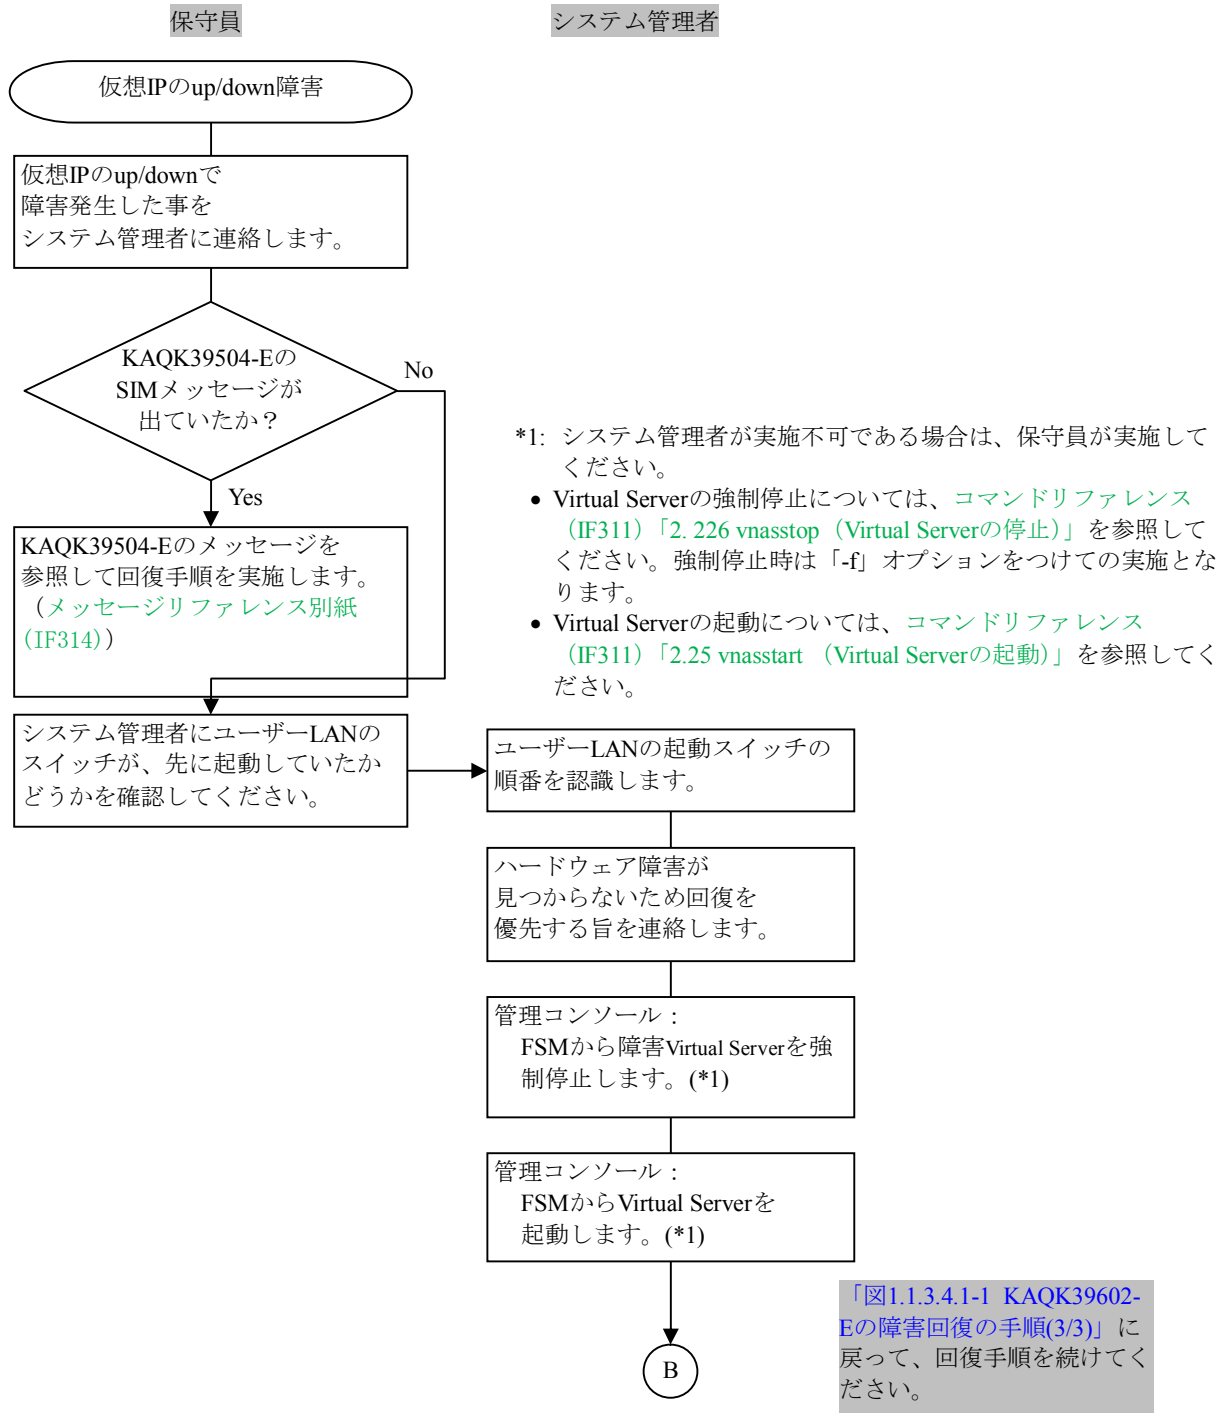 保守員
システム管理者
仮想IPのup/down障害
仮想IPのup/downで
障害発生した事を
システム管理者に連絡します。
KAQK39504-Eの
SIMメッセージが
出ていたか？
No
Yes
KAQK39504-Eのメッセージを
参照して回復手順を実施します。
（メッセージリファレンス別紙
(IF314)）
システム管理者にユーザーLANの
スイッチが、先に起動していたか
どうかを確認してください。
*1: システム管理者が実施不可である場合は、保守員が実施して
ください。
• Virtual Serverの強制停止については、コマンドリファレンス
（IF311）「2. 226 vnasstop（Virtual Serverの停止）」を参照して
ください。強制停止時は「-f」オプションをつけての実施とな
ります。
• Virtual Serverの起動については、コマンドリファレンス
（IF311）「2.25 vnasstart （Virtual Serverの起動）」を参照してく
ださい。
ユーザーLANの起動スイッチの
順番を認識します。
ハードウェア障害が
見つからないため回復を
優先する旨を連絡します。
管理コンソール：
FSMから障害Virtual Serverを強
制停止します。(*1)
管理コンソール：
FSMからVirtual Serverを
起動します。(*1)
B
「図1.1.3.4.1-1 KAQK39602-
Eの障害回復の手順(3/3)」に
戻って、回復手順を続けてく
ださい。